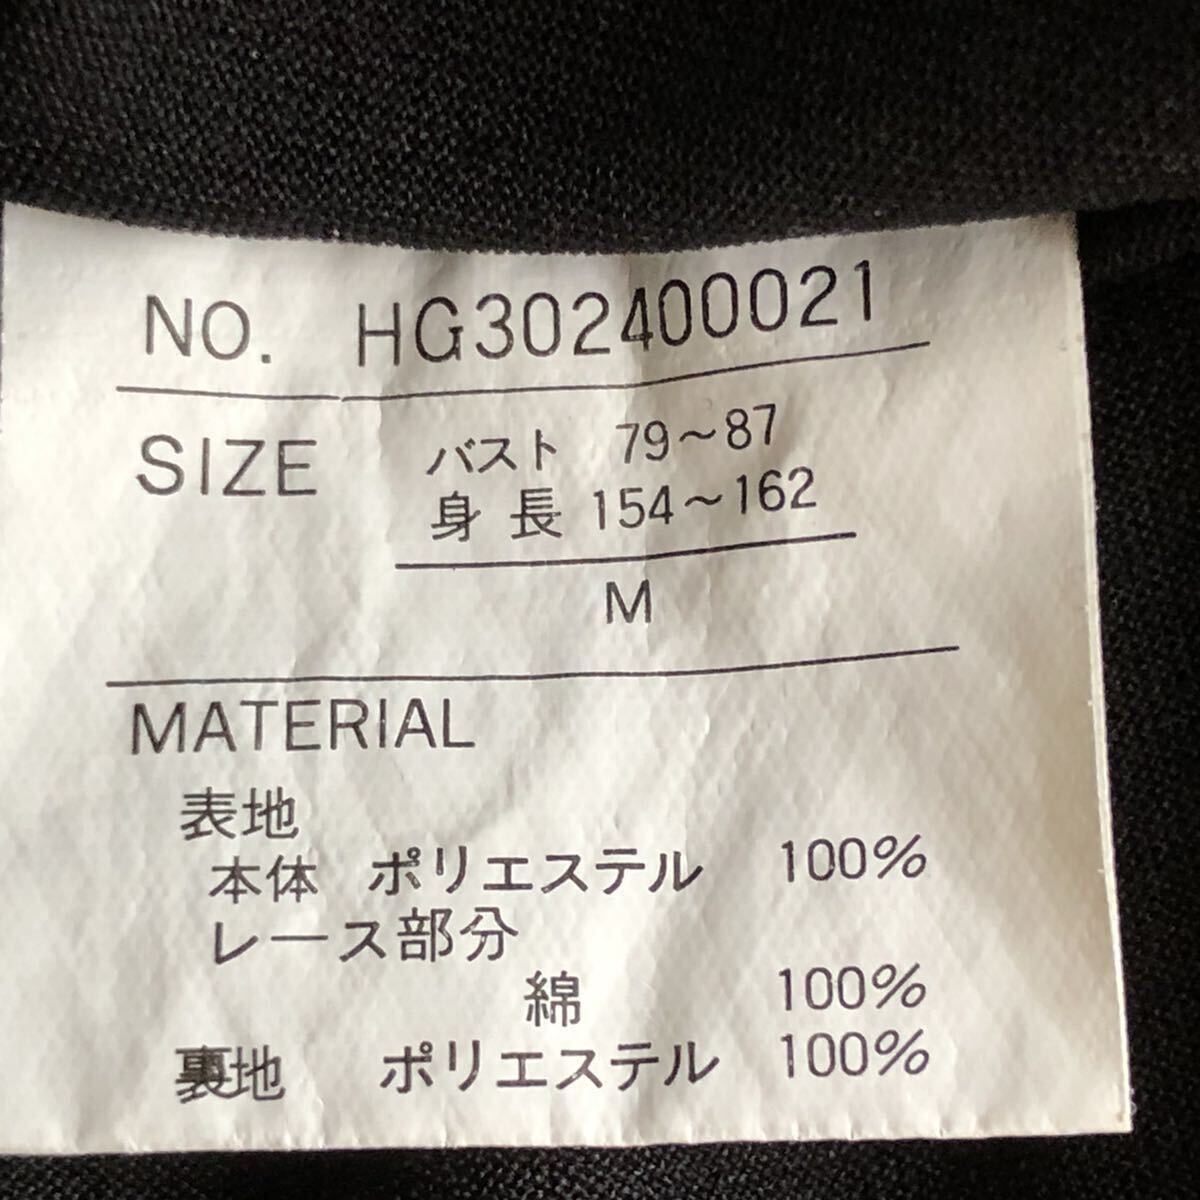 NO. HG302400021
SIZE バスト 79～87
身長 154～162
M
MATERIAL
表地
本体 ポリエステル 100%
レース部分
綿 100%
裏地 ポリエステル 100%